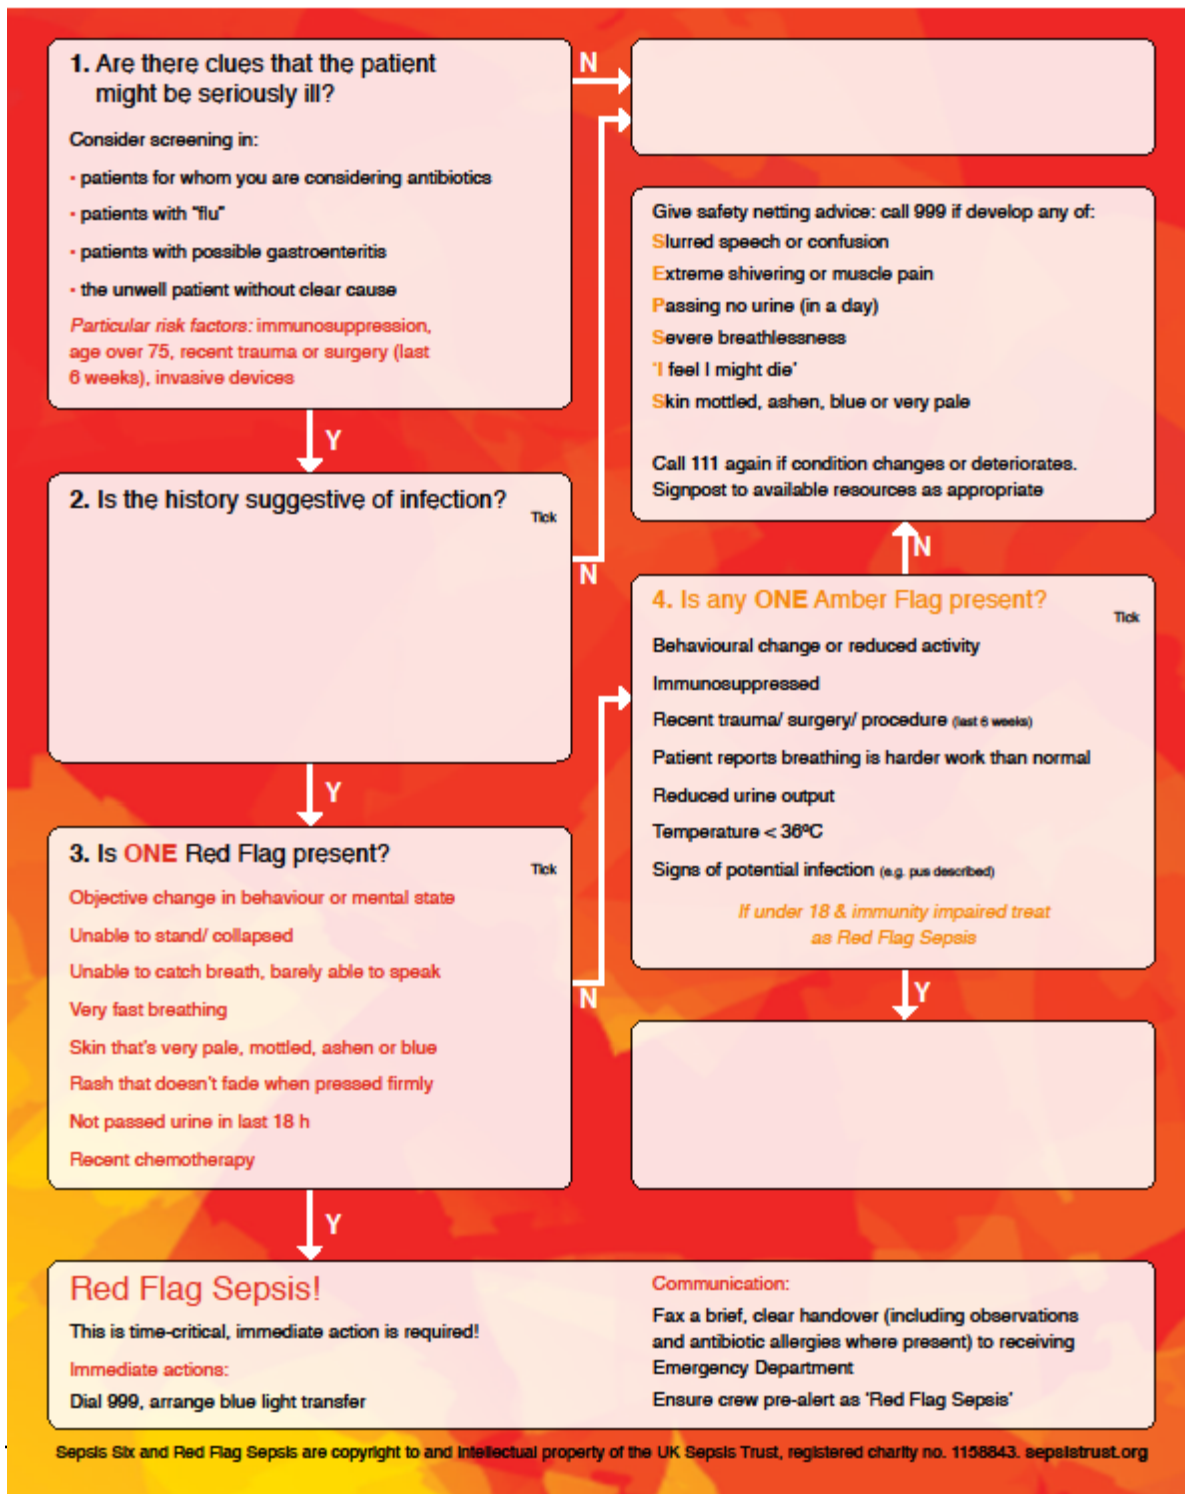 1. Are there clues that the patient
might be seriously ill?
Consider screening in:
• patients for whom you are considering antibiotics
• patients with "flu"
• patients with possible gastroenteritis
• the unwell patient without clear cause
Particular risk factors: immunosuppression,
age over 75, recent trauma or surgery (last
6 weeks), invasive devices
N
Y
2. Is the history suggestive of infection?
Tick
N
Y
3. Is ONE Red Flag present?
Tick
Objective change in behaviour or mental state
Unable to stand/ collapsed
Unable to catch breath, barely able to speak
Very fast breathing
Skin that's very pale, mottled, ashen or blue
Rash that doesn't fade when pressed firmly
Not passed urine in last 18 h
Recent chemotherapy
N
Y
Give safety netting advice: call 999 if develop any of:
Slurred speech or confusion
Extreme shivering or muscle pain
Passing no urine (in a day)
Severe breathlessness
'I feel I might die'
Skin mottled, ashen, blue or very pale
Call 111 again if condition changes or deteriorates.
Signpost to available resources as appropriate
N
4. Is any ONE Amber Flag present?
Tick
Behavioural change or reduced activity
Immunosuppressed
Recent trauma/ surgery/ procedure (last 6 weeks)
Patient reports breathing is harder work than normal
Reduced urine output
Temperature < 36ºC
Signs of potential infection (e.g. pus described)
If under 18 & immunity impaired treat
as Red Flag Sepsis
Y
Red Flag Sepsis!
This is time-critical, immediate action is required!
Immediate actions:
Dial 999, arrange blue light transfer
Communication:
Fax a brief, clear handover (including observations
and antibiotic allergies where present) to receiving
Emergency Department
Ensure crew pre-alert as 'Red Flag Sepsis'
Sepsis Six and Red Flag Sepsis are copyright to and intellectual property of the UK Sepsis Trust, registered charity no. 1158843. sepsistrust.org